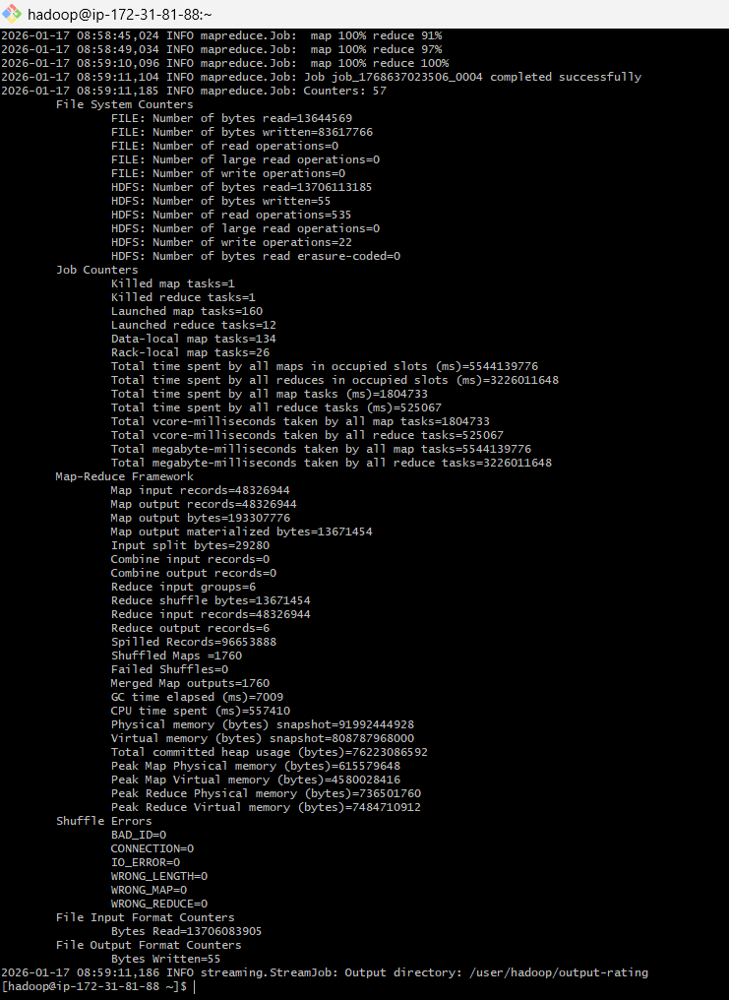 hadoop@ip-172-31-81-88:~
2026-01-17 08:58:45,024 INFO mapreduce.Job:  map 100% reduce 91%
2026-01-17 08:58:49,034 INFO mapreduce.Job:  map 100% reduce 97%
2026-01-17 08:59:10,096 INFO mapreduce.Job:  map 100% reduce 100%
2026-01-17 08:59:11,104 INFO mapreduce.Job: Job job_1768637023506_0004 completed successfully
2026-01-17 08:59:11,185 INFO mapreduce.Job: Counters: 57
File System Counters
FILE: Number of bytes read=13644569
FILE: Number of bytes written=83617766
FILE: Number of read operations=0
FILE: Number of large read operations=0
FILE: Number of write operations=0
HDFS: Number of bytes read=13706113185
HDFS: Number of bytes written=55
HDFS: Number of read operations=535
HDFS: Number of large read operations=0
HDFS: Number of write operations=22
HDFS: Number of bytes read erasure-coded=0
Job Counters
Killed map tasks=1
Killed reduce tasks=1
Launched map tasks=160
Launched reduce tasks=12
Data-local map tasks=134
Rack-local map tasks=26
Total time spent by all maps in occupied slots (ms)=5544139776
Total time spent by all reduces in occupied slots (ms)=3226011648
Total time spent by all map tasks (ms)=1804733
Total time spent by all reduce tasks (ms)=525067
Total vcore-milliseconds taken by all map tasks=1804733
Total vcore-milliseconds taken by all reduce tasks=525067
Total megabyte-milliseconds taken by all map tasks=5544139776
Total megabyte-milliseconds taken by all reduce tasks=3226011648
Map-Reduce Framework
Map input records=48326944
Map output records=48326944
Map output bytes=193307776
Map output materialized bytes=13671454
Input split bytes=29280
Combine input records=0
Combine output records=0
Reduce input groups=6
Reduce shuffle bytes=13671454
Reduce input records=48326944
Reduce output records=6
Spilled Records=96653888
Shuffled Maps =1760
Failed Shuffles=0
Merged Map outputs=1760
GC time elapsed (ms)=7009
CPU time spent (ms)=557410
Physical memory (bytes) snapshot=91992444928
Virtual memory (bytes) snapshot=808787968000
Total committed heap usage (bytes)=76223086592
Peak Map Physical memory (bytes)=615579648
Peak Map Virtual memory (bytes)=4580028416
Peak Reduce Physical memory (bytes)=736501760
Peak Reduce Virtual memory (bytes)=7484710912
Shuffle Errors
BAD_ID=0
CONNECTION=0
IO_ERROR=0
WRONG_LENGTH=0
WRONG_MAP=0
WRONG_REDUCE=0
File Input Format Counters
Bytes Read=13706083905
File Output Format Counters
Bytes Written=55
2026-01-17 08:59:11,186 INFO streaming.StreamJob: Output directory: /user/hadoop/output-rating
[hadoop@ip-172-31-81-88 ~]$